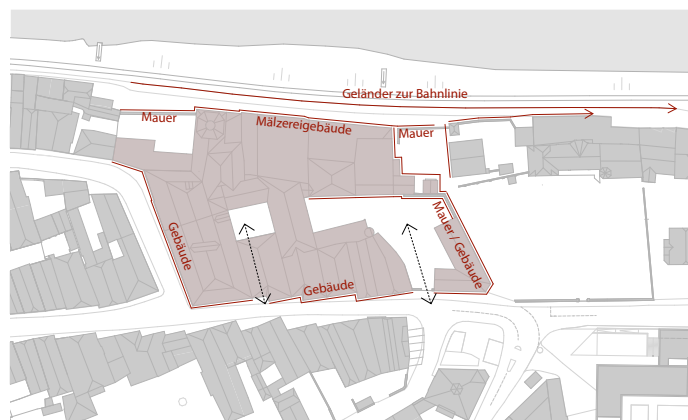 Geländer zur Bahnlinie
Mauer
Mälzereigebäude
Mauer
Gebäude
Mauer / Gebäude
Gebäude